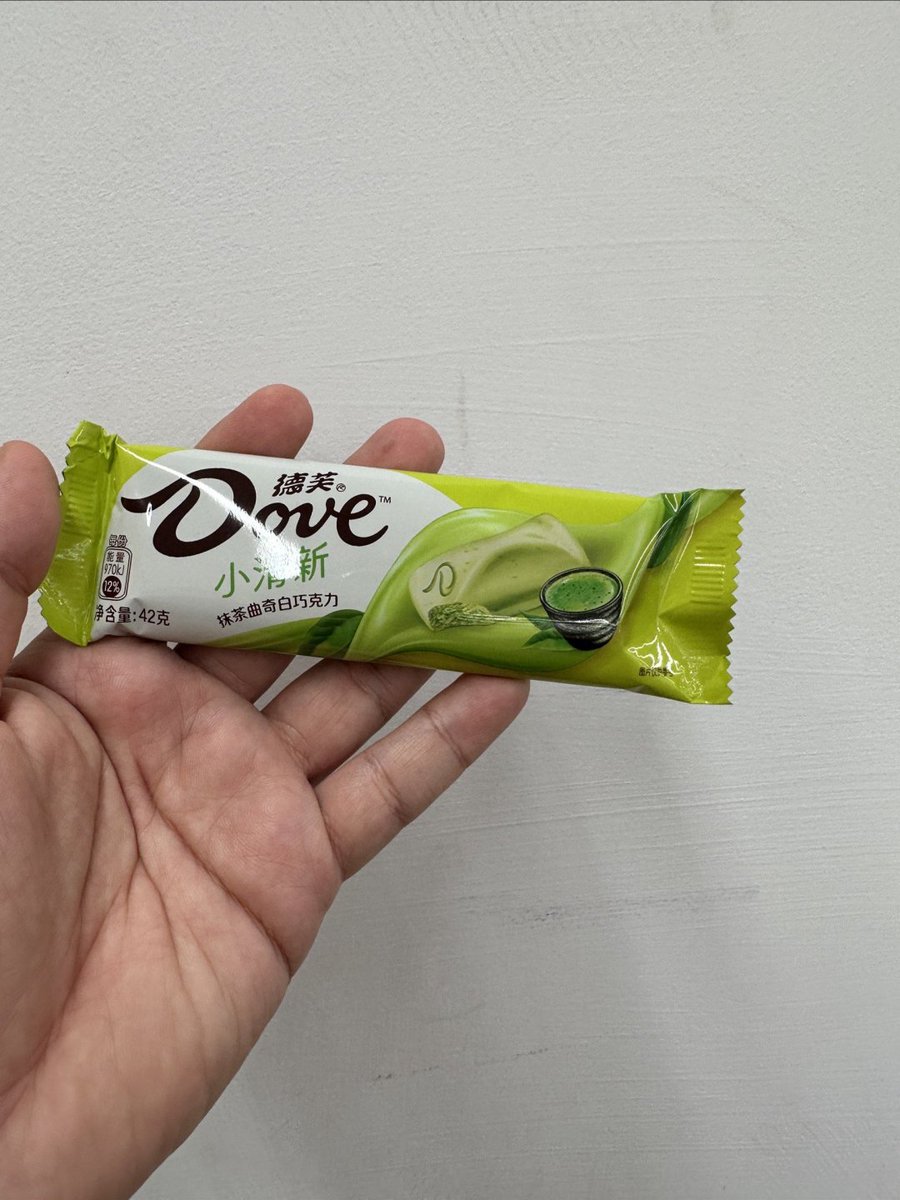 德芙®
Dove™
小清新
抹茶曲奇白巧克力
能量
970kJ
12%
净含量:42克